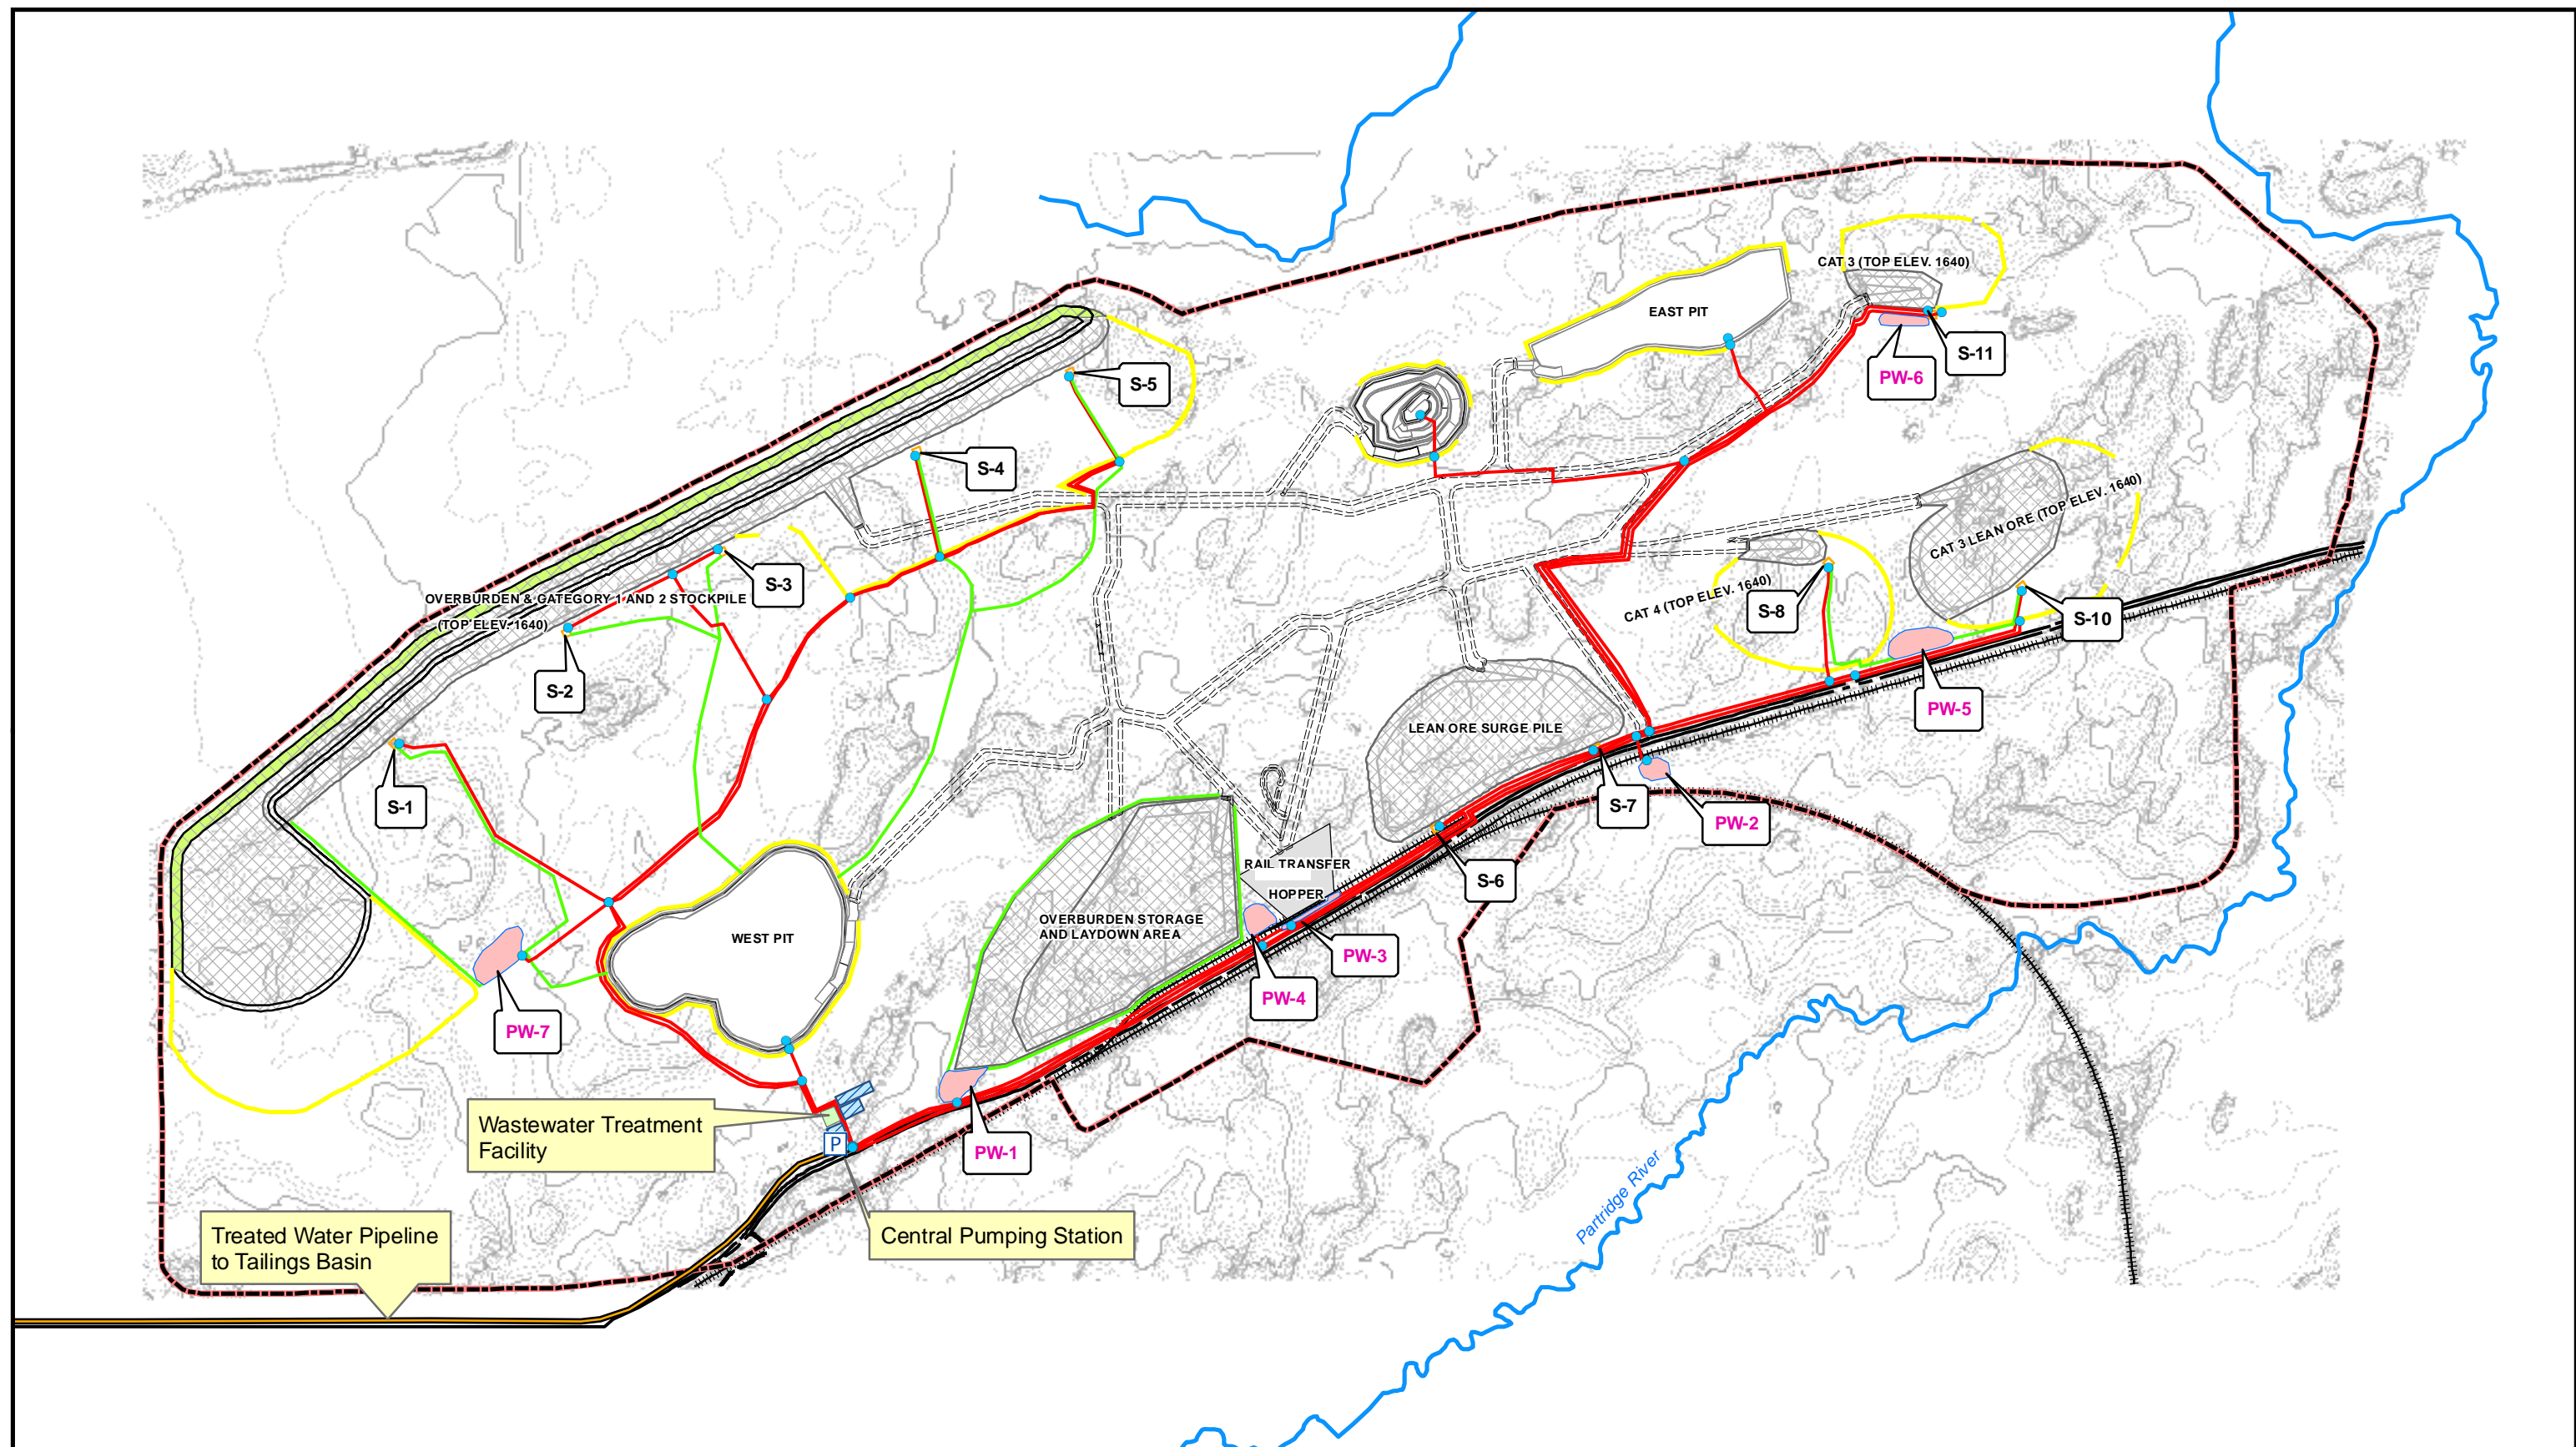 CAT 3 (TOP ELEV. 1640)
EAST PIT
S-11
PW-6
S-5
S-4
CAT 3 LEAN ORE (TOP ELEV. 1640)
S-3
OVERBURDEN & GATEGORY 1 AND 2 STOCKPILE
(TOP ELEV. 1640)
CAT 4 (TOP ELEV. 1640)
S-8
S-10
S-2
PW-5
LEAN ORE SURGE PILE
S-1
S-7
PW-2
RAIL TRANSFER
HOPPER
S-6
OVERBURDEN STORAGE
AND LAYDOWN AREA
WEST PIT
PW-3
PW-4
PW-7
Wastewater Treatment
Facility
P
PW-1
Partridge River
Treated Water Pipeline
to Tailings Basin
Central Pumping Station